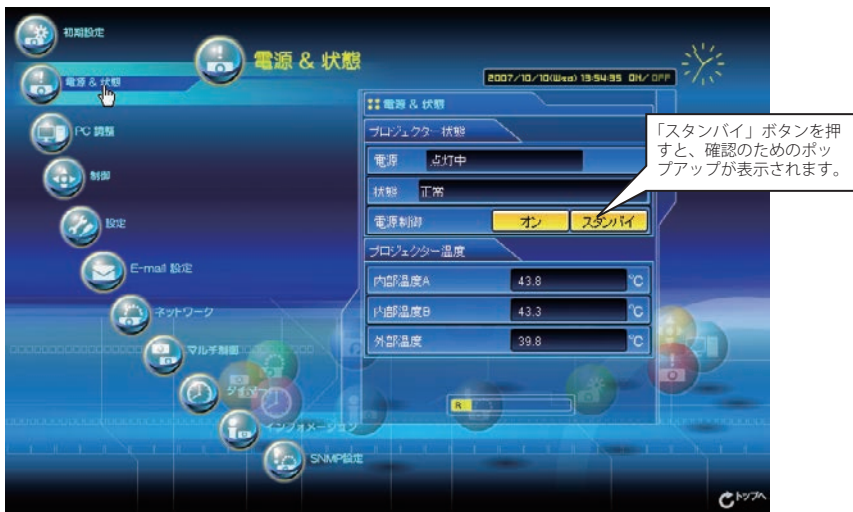 初期設定
電源 & 状態
電源 & 状態
2007/10/10(Wed) 19:54:35 ON/ OFF
PC 調整
制御
設定
E-mail 設定
ネットワーク
マルチ制御
タイマー
インフォメーション
SNMP設定
電源 & 状態
プロジェクター状態
電源 点灯中
状態 正常
電源制御 オン スタンバイ
プロジェクター温度
内部温度A 43.8 °C
内部温度B 43.3 °C
外部温度 39.8 °C
R
「スタンバイ」ボタンを押
すと、確認のためのポッ
プアップが表示されます。
トップへ